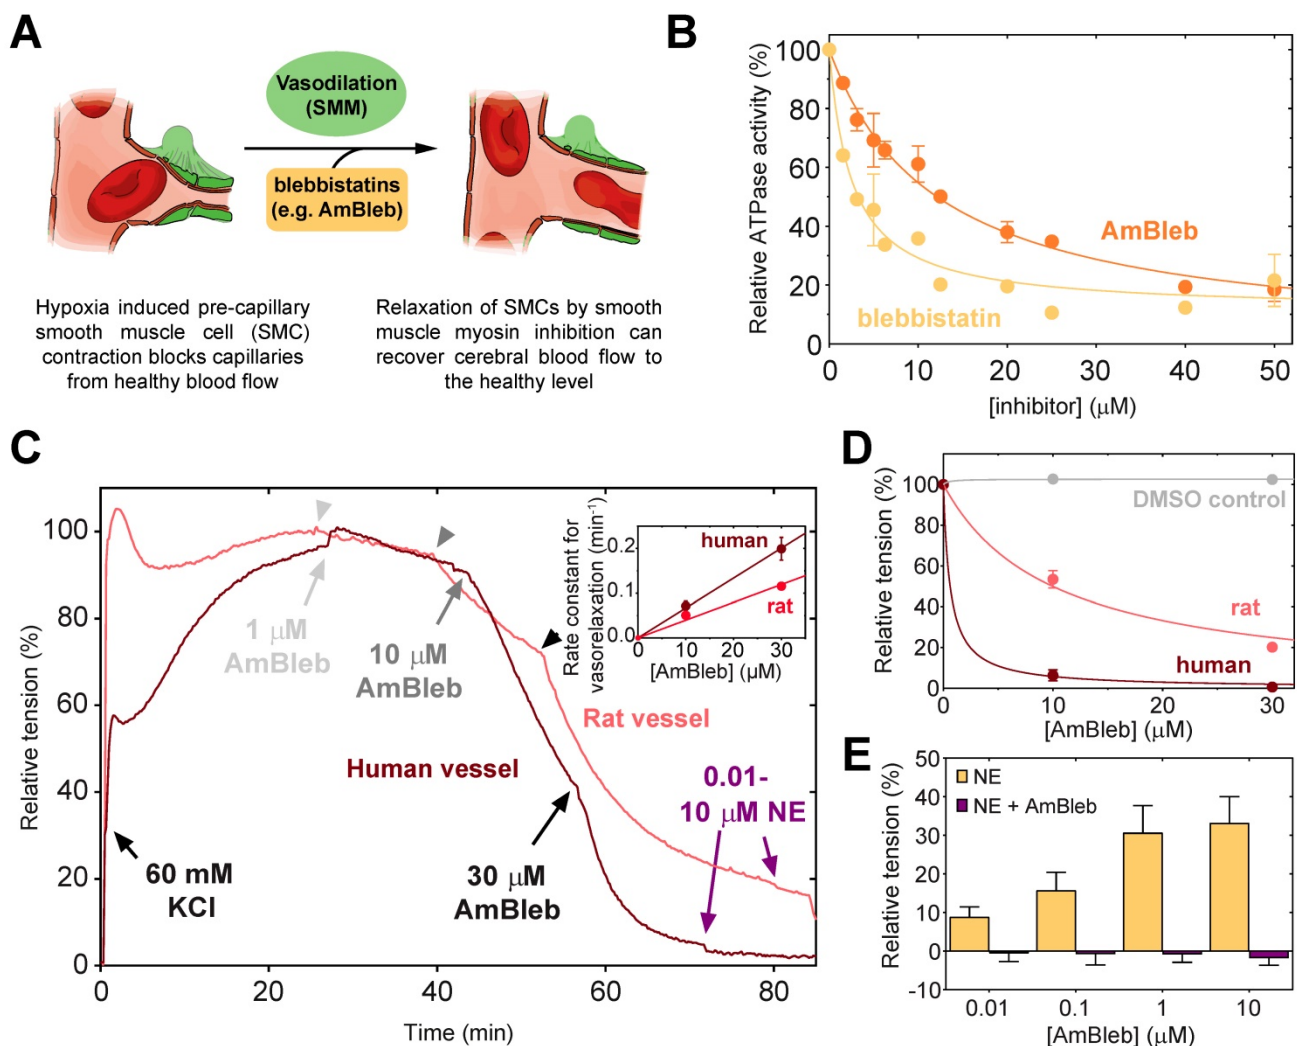 A
Vasodilation
(SMM)
blebbistatins
(e.g. AmBleb)
Hypoxia induced pre-capillary
smooth muscle cell (SMC)
contraction blocks capillaries
from healthy blood flow
Relaxation of SMCs by smooth
muscle myosin inhibition can
recover cerebral blood flow to
the healthy level
B
Relative ATPase activity (%)
100
80
60
40
20
0
AmBleb
blebbistatin
0 10 20 30 40 50
[inhibitor] (µM)
C
Relative tension (%)
100
80
60
40
20
0
1 µM
AmBleb
10 µM
AmBleb
Rat vessel
Human vessel
60 mM
KCl
30 µM
AmBleb
0.01-
10 µM NE
0 20 40 60 80
Time (min)
Rate constant for
vasorelaxation (min⁻¹)
0.2
0.1
0.0
human
rat
0 10 20 30
[AmBleb] (µM)
D
Relative tension (%)
100
80
60
40
20
0
DMSO control
rat
human
0 10 20 30
[AmBleb] (µM)
E
Relative tension (%)
50
40
30
20
10
0
-10
NE
NE + AmBleb
0.01 0.1 1 10
[AmBleb] (µM)